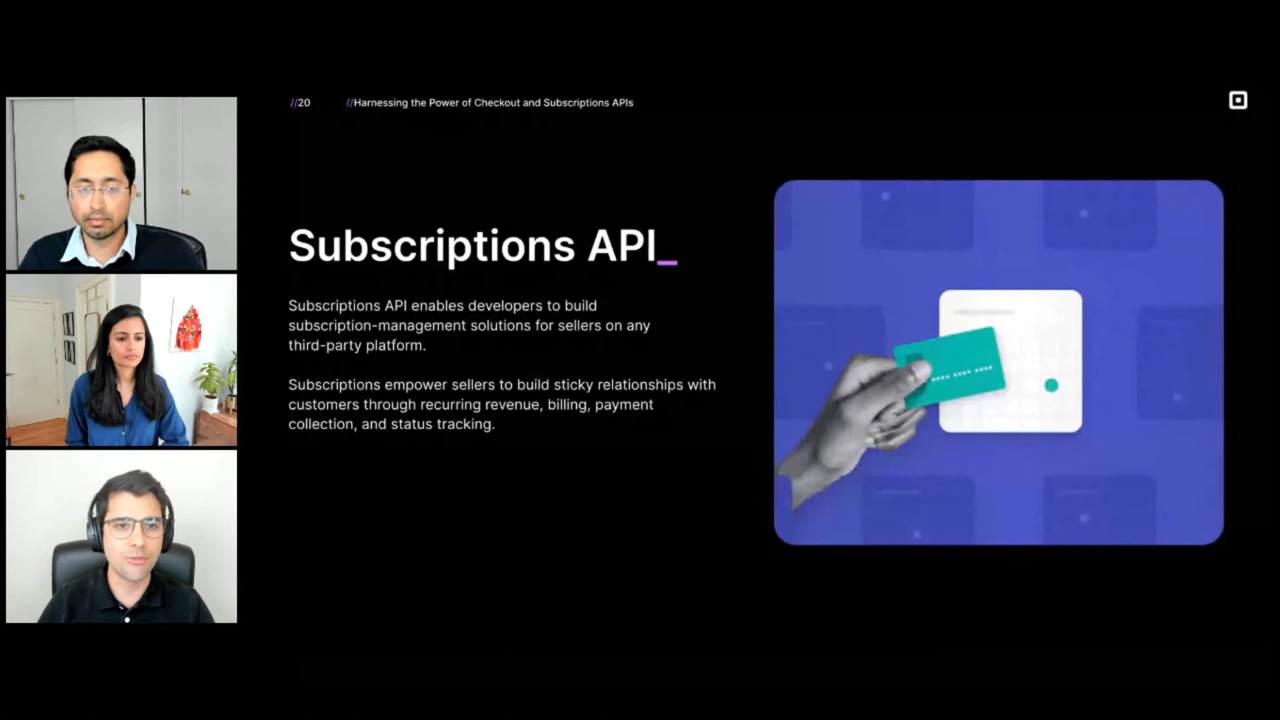 //20
//Harnessing the Power of Checkout and Subscriptions APIs
Subscriptions API_
Subscriptions API enables developers to build
subscription-management solutions for sellers on any
third-party platform.
Subscriptions empower sellers to build sticky relationships with
customers through recurring revenue, billing, payment
collection, and status tracking.